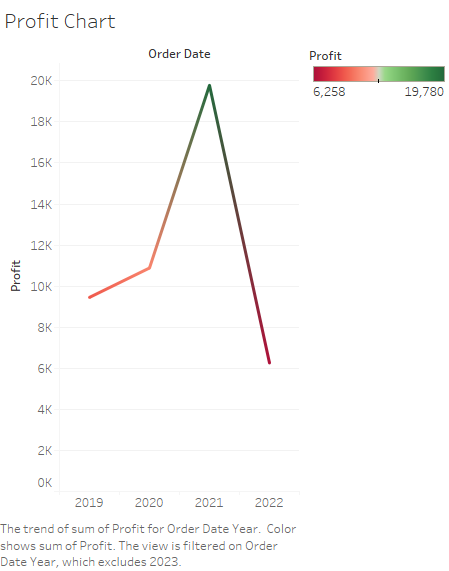 Profit Chart
Order Date
Profit
6,258
19,780
20K
18K
16K
14K
12K
10K
8K
6K
4K
2K
0K
Profit
2019
2020
2021
2022
The trend of sum of Profit for Order Date Year. Color
shows sum of Profit. The view is filtered on Order
Date Year, which excludes 2023.